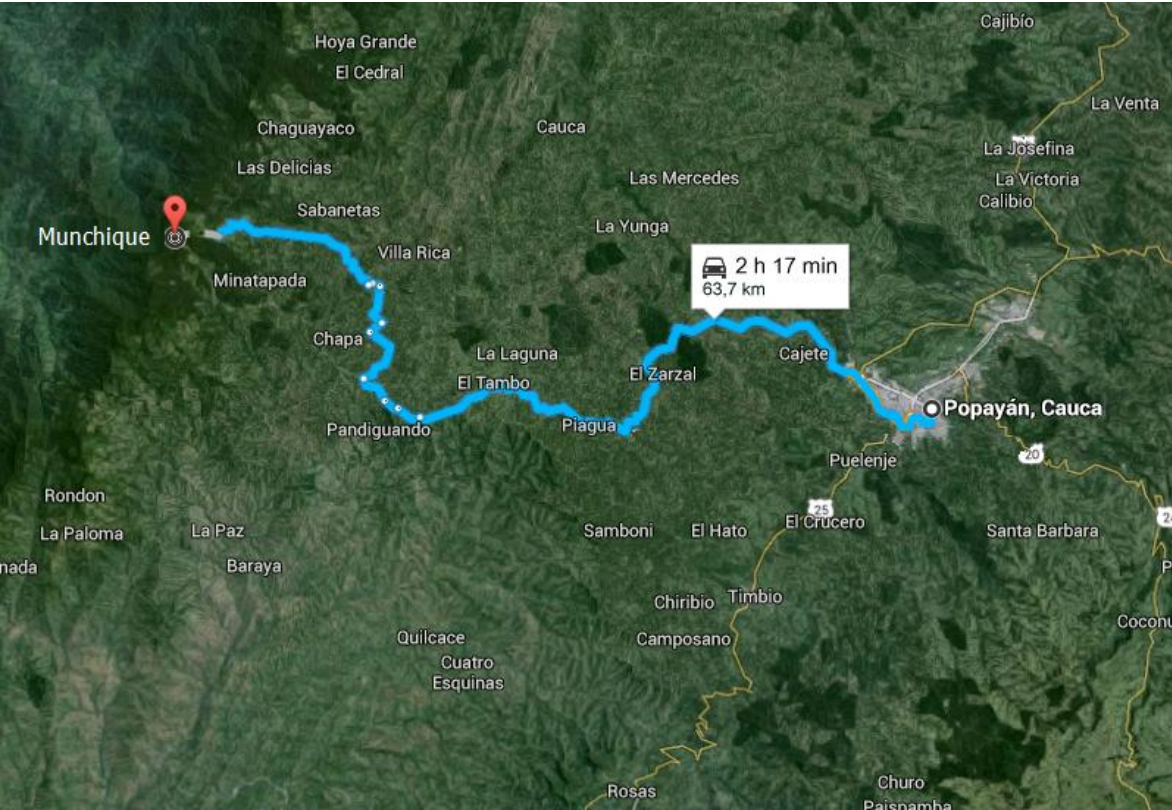 Cajibío
Hoya Grande
El Cedral
La Venta
Chaguayaco
Cauca
La Josefina
Las Delicias
Las Mercedes
La Victoria
Calibio
Sabanetas
La Yunga
Munchique
Villa Rica
2 h 17 min
63,7 km
Minatapada
Chapa
La Laguna
Cajete
El Tambo
El Zarzal
Popayán, Cauca
Pandiguando
Piagua
Puelenje
20
Rondon
25
La Paloma
La Paz
Samboni
El Hato
El Crucero
Santa Barbara
nada
Baraya
P
Chiribio
Timbio
Coconu
Quilcace
Camposano
Cuatro
Esquinas
Rosas
Churo
Paispamba